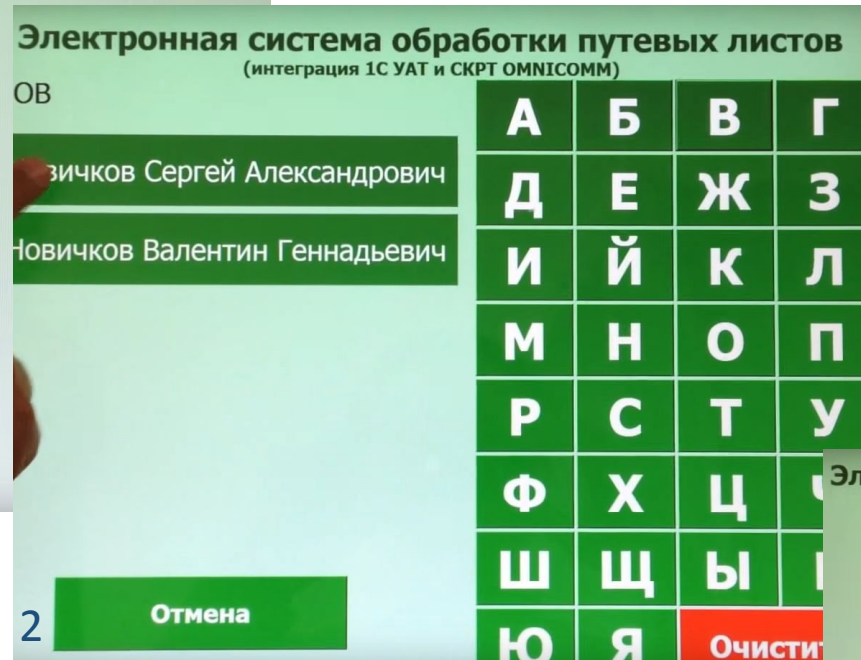 Электронная система обработки путевых листов
(интеграция 1С УАТ и СКРТ OMNICOMM)
ОВ
вичков Сергей Александрович
Новичков Валентин Геннадьевич
А Б В Г
Д Е Ж З
И Й К Л
М Н О П
Р С Т У
Ф Х Ц
Эл
Ш Щ Ы
Отмена
Ю Я Очистит
2